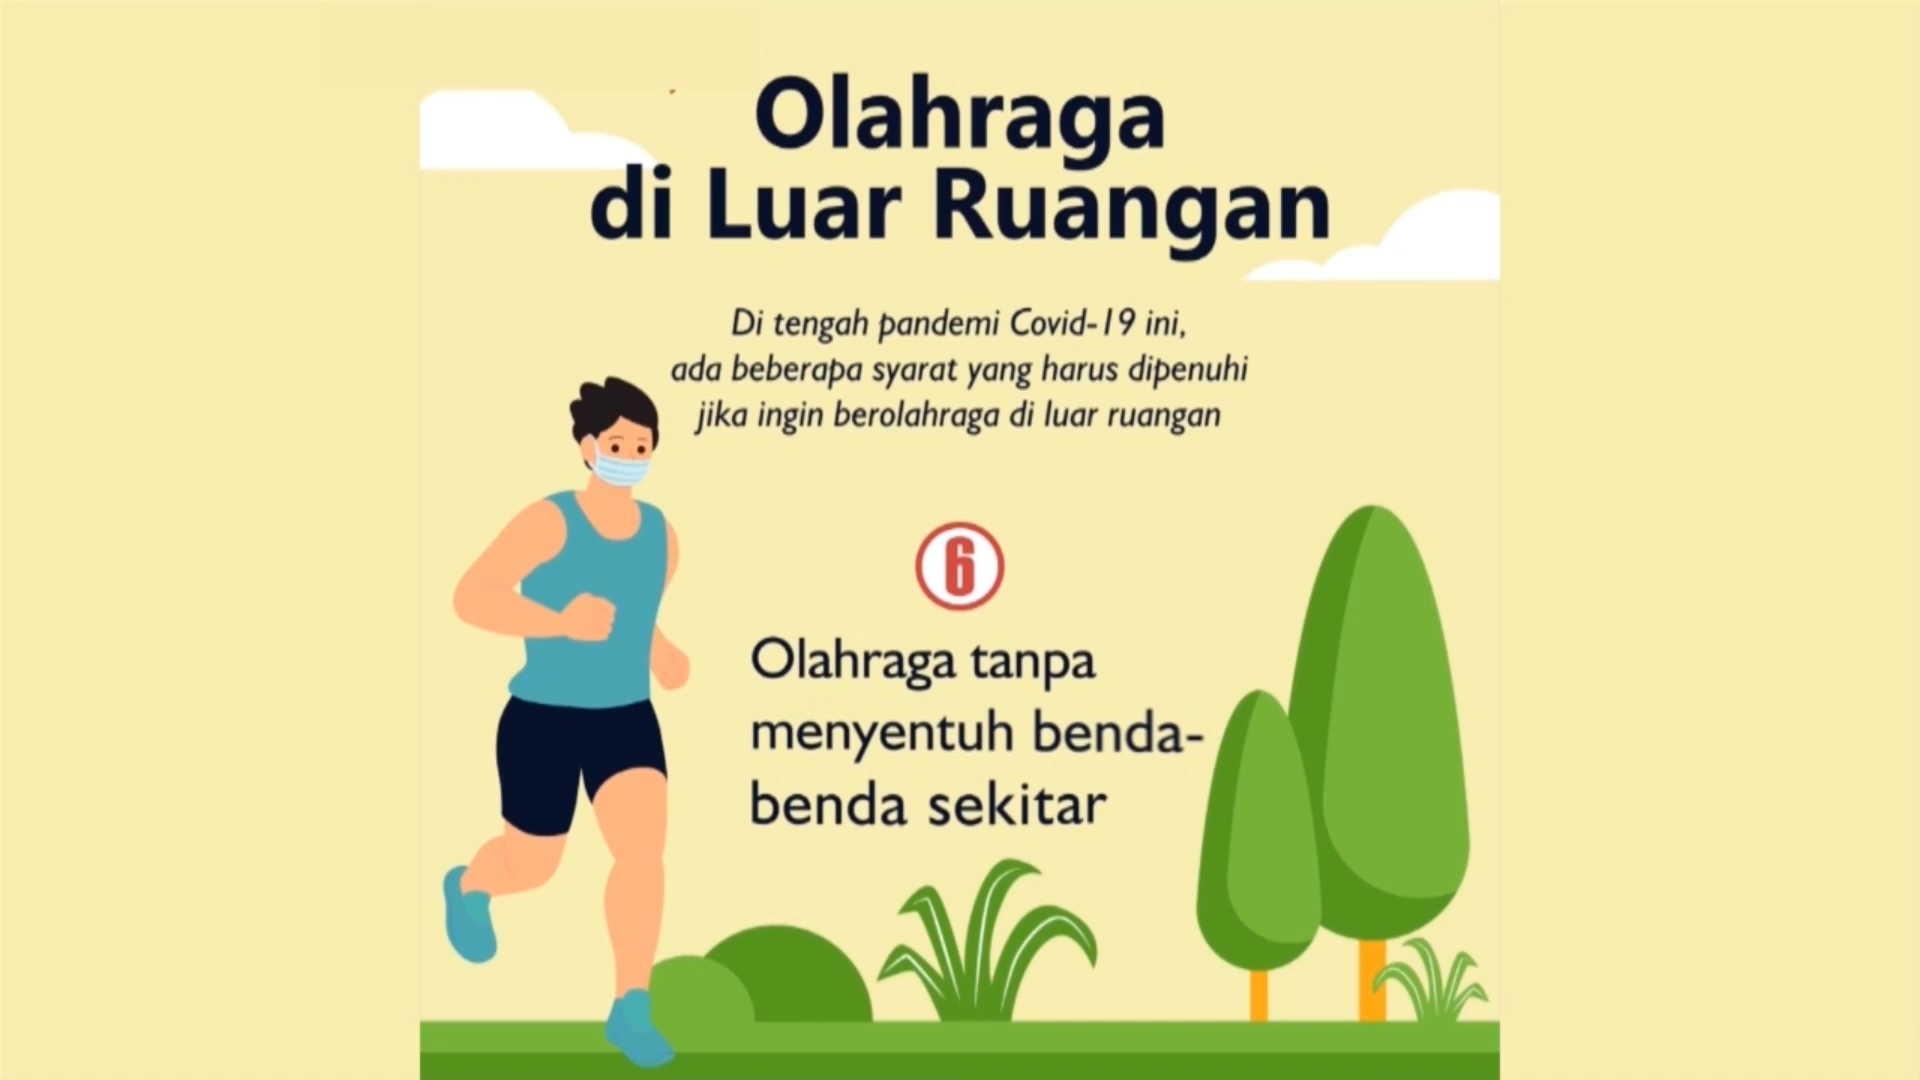 Olahraga
di Luar Ruangan
Di tengah pandemi Covid-19 ini,
ada beberapa syarat yang harus dipenuhi
jika ingin berolahraga di luar ruangan
6
Olahraga tanpa
menyentuh benda-
benda sekitar